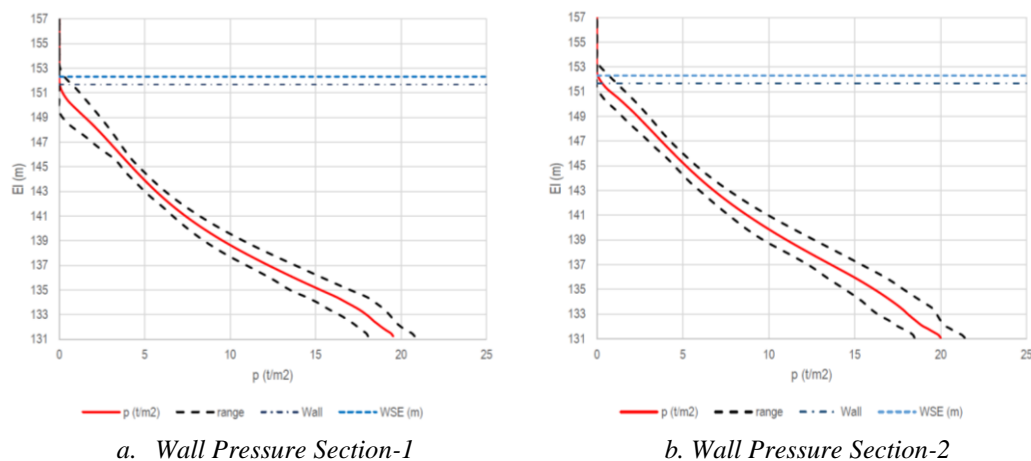 157
155
153
151
149
147
145
143
141
139
137
135
133
131
El (m)
0 5 10 15 20 25
p (t/m2)
p (t/m2) range Wall WSE (m)
a. Wall Pressure Section-1
157
155
153
151
149
147
145
143
141
139
137
135
133
131
El (m)
0 5 10 15 20 25
p (t/m2)
p (t/m2) range Wall WSE (m)
b. Wall Pressure Section-2